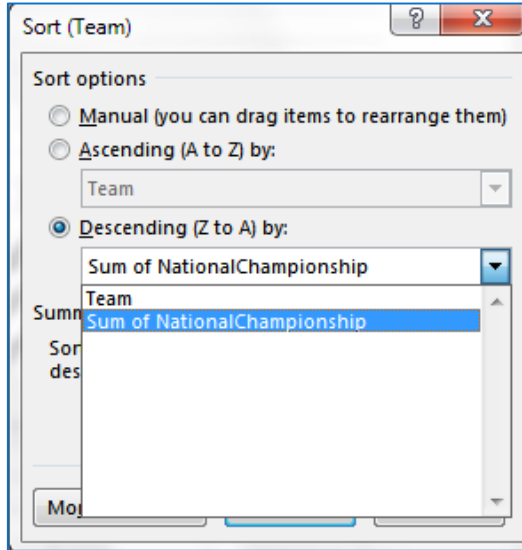 Sort (Team)
?
X
Sort options
Manual (you can drag items to rearrange them)
Ascending (A to Z) by:
Team
Descending (Z to A) by:
Sum of NationalChampionship
Team
Sum of NationalChampionship